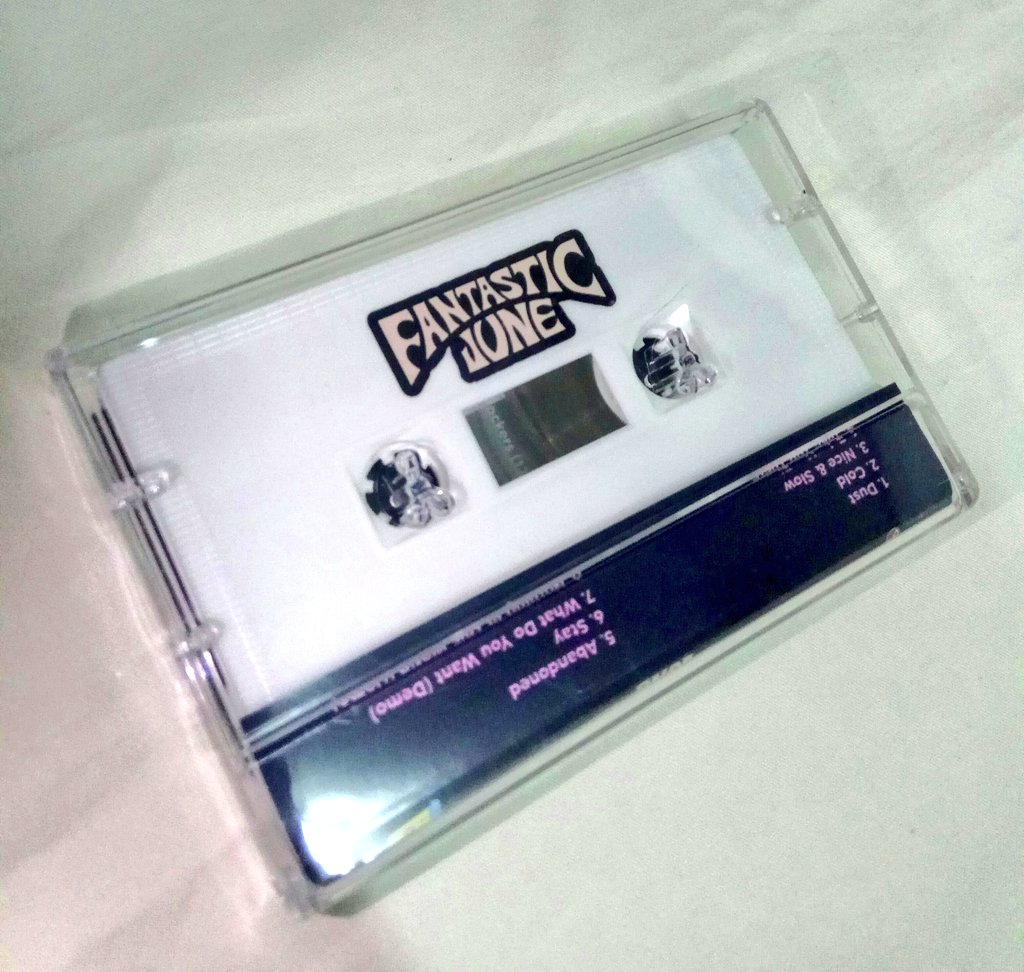 FANTASTIC
JUNE
1. Dust
2. Cold
3. Nice & Slow
5. Abandoned
6. Stay
7. What Do You Want (Demo)